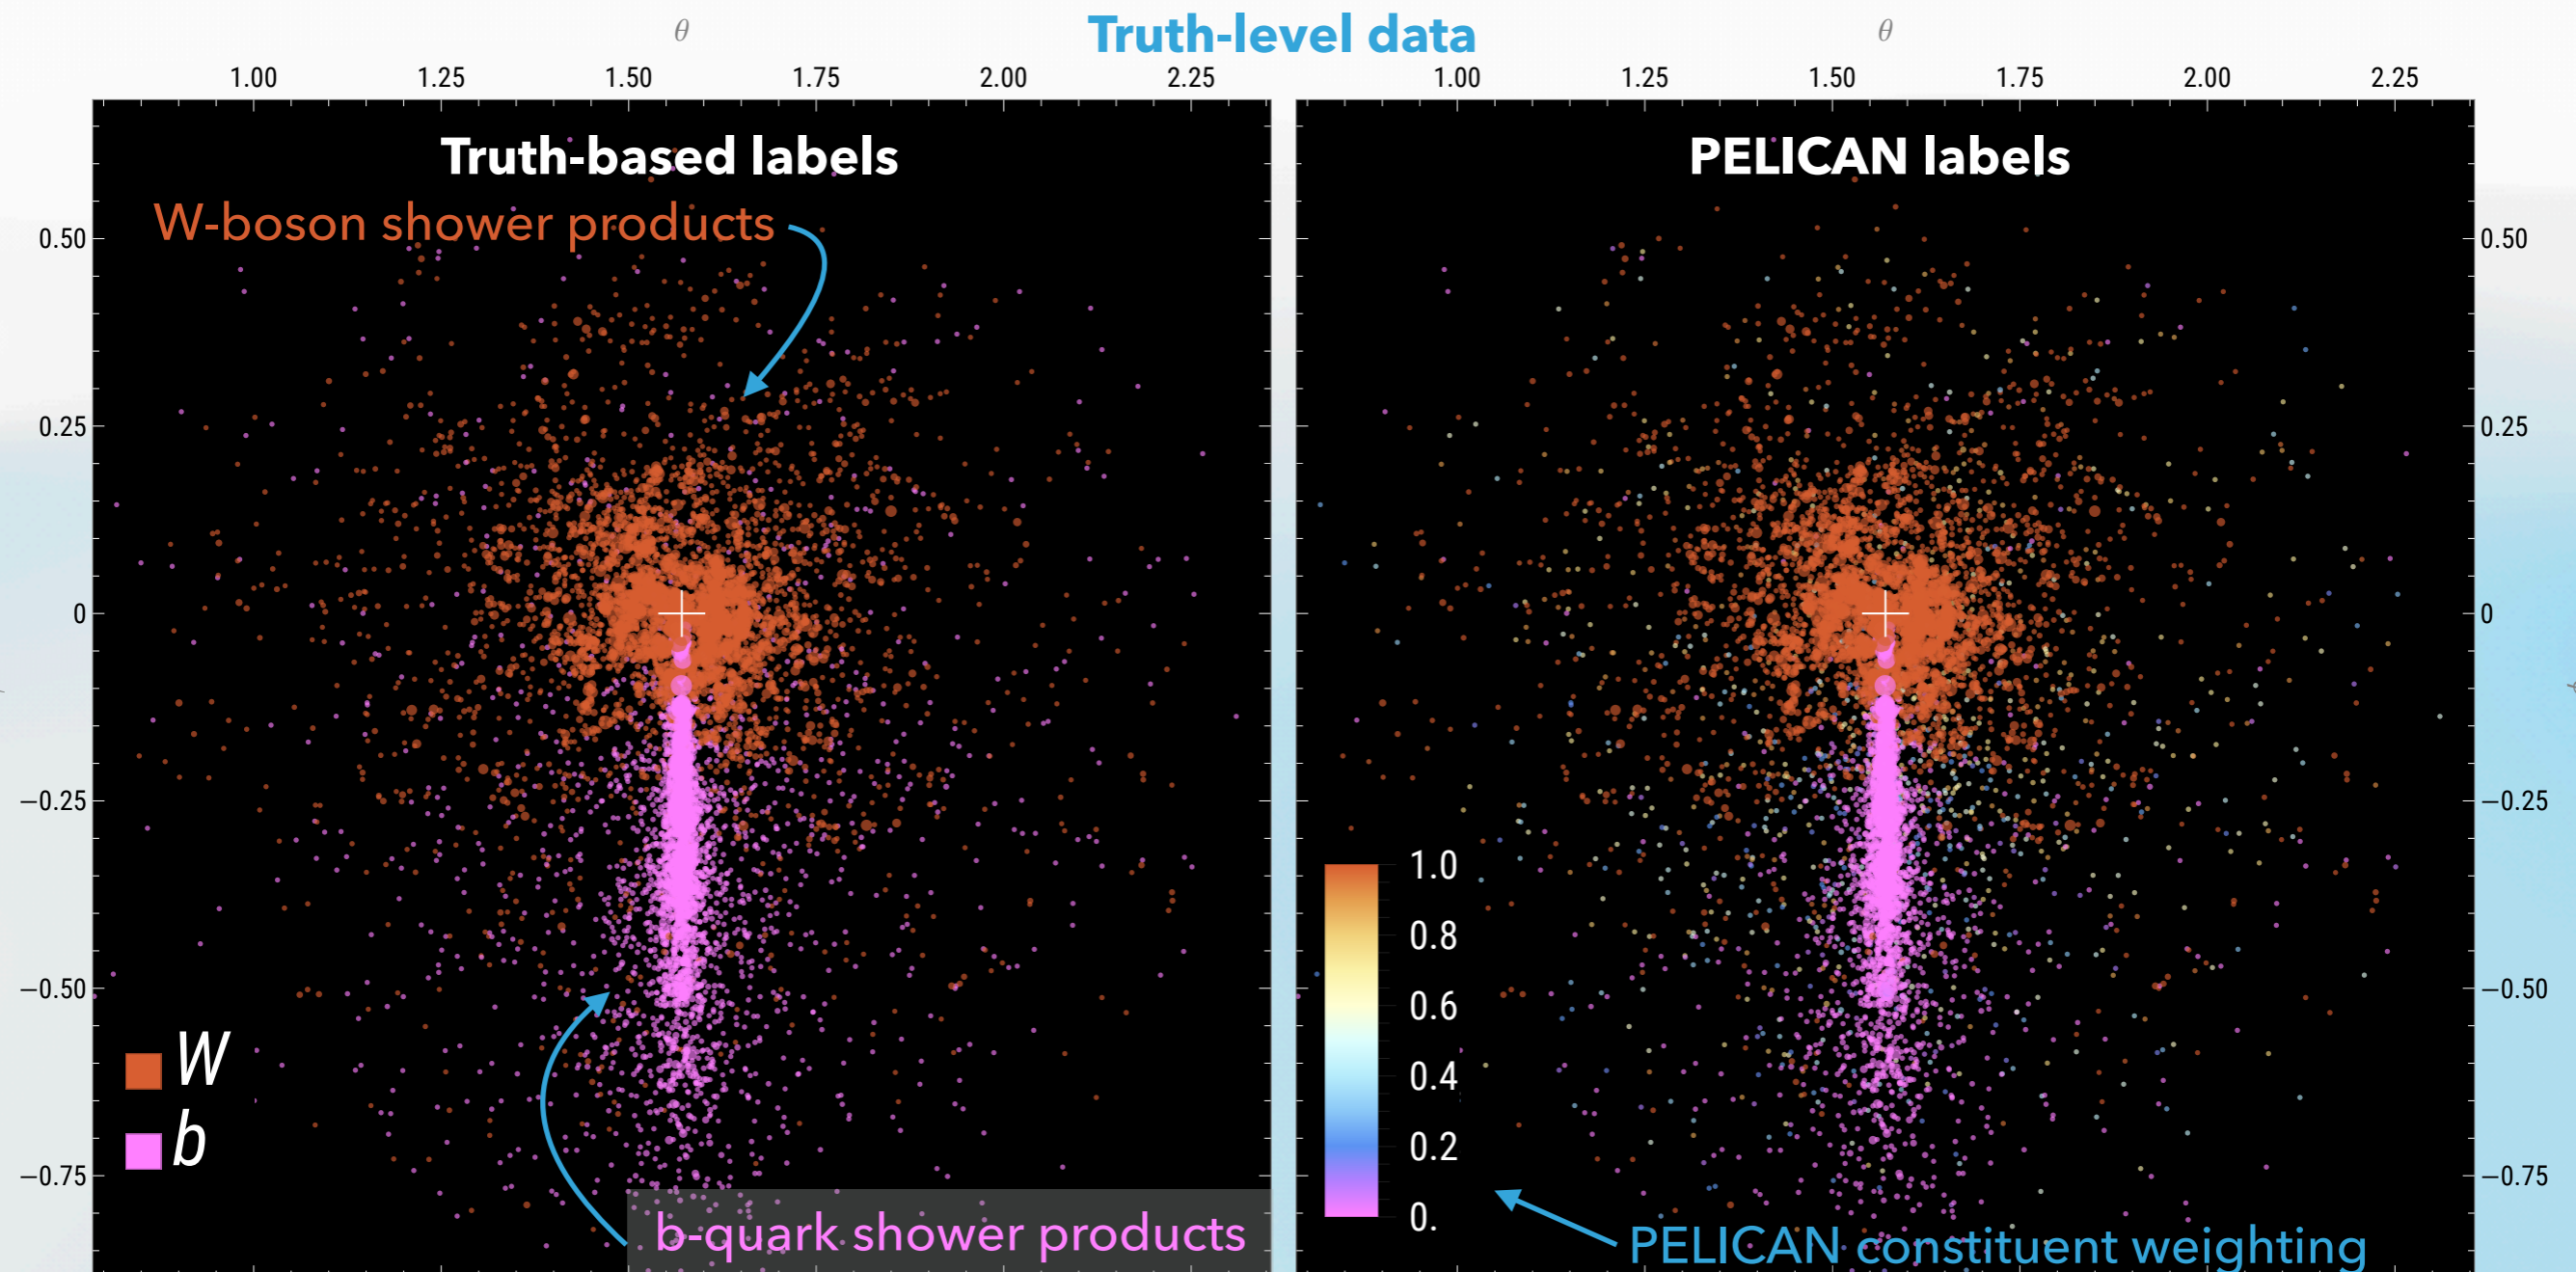 Truth-level data
θ
θ
1.00 1.25 1.50 1.75 2.00 2.25
1.00 1.25 1.50 1.75 2.00 2.25
Truth-based labels
W-boson shower products
0.50
0.25
0
−0.25
−0.50
−0.75
W
b
b-quark shower products
PELICAN labels
1.0
0.8
0.6
0.4
0.2
0.
PELICAN constituent weighting
0.50
0.25
0
−0.25
−0.50
−0.75